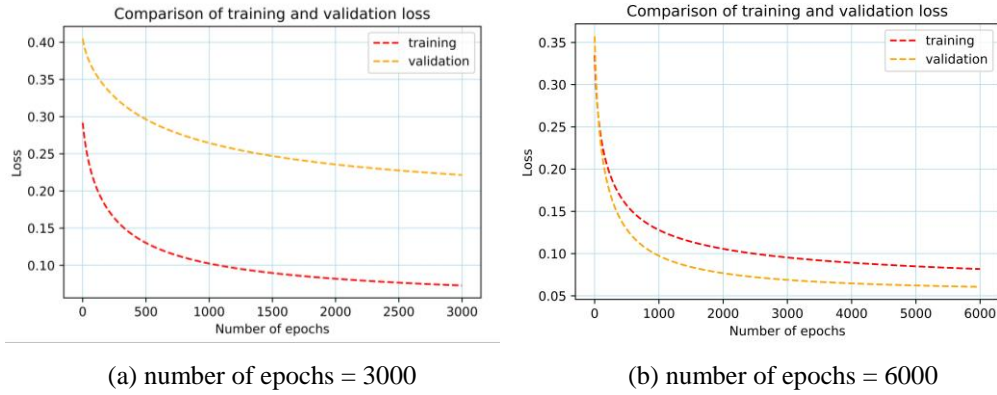 Comparison of training and validation loss
training
validation
0.40
0.35
0.30
0.25
0.20
0.15
0.10
Loss
0 500 1000 1500 2000 2500 3000
Number of epochs
(a) number of epochs = 3000
Comparison of training and validation loss
training
validation
0.35
0.30
0.25
0.20
0.15
0.10
0.05
Loss
0 1000 2000 3000 4000 5000 6000
Number of epochs
(b) number of epochs = 6000